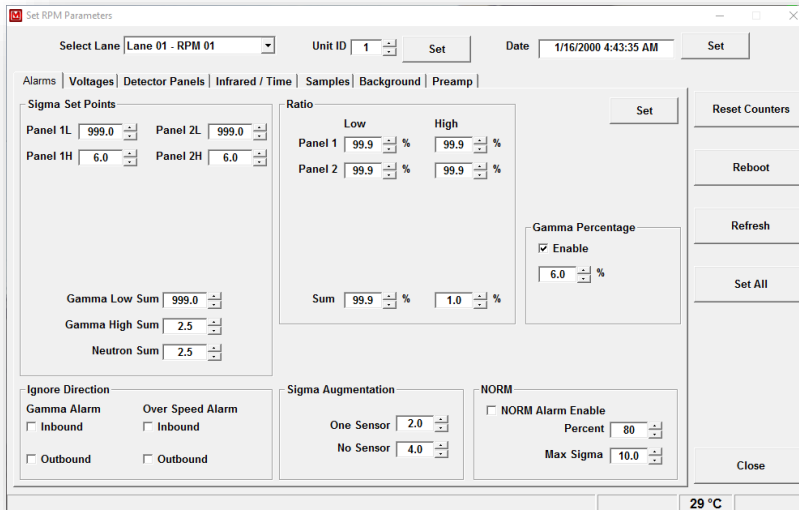 Set RPM Parameters
Select Lane Lane 01 - RPM 01 Unit ID 1 Set Date 1/16/2000 4:43:35 AM Set
Alarms Voltages Detector Panels Infrared / Time Samples Background Preamp
Sigma Set Points
Panel 1L 999.0 Panel 2L 999.0
Panel 1H 6.0 Panel 2H 6.0
Gamma Low Sum 999.0
Gamma High Sum 2.5
Neutron Sum 2.5
Ratio
Low High
Panel 1 99.9 % 99.9 %
Panel 2 99.9 % 99.9 %
Sum 99.9 % 1.0 %
Set
Gamma Percentage
Enable
6.0 %
Reset Counters
Reboot
Refresh
Set All
Ignore Direction
Gamma Alarm Over Speed Alarm
Inbound Inbound
Outbound Outbound
Sigma Augmentation
One Sensor 2.0
No Sensor 4.0
NORM
NORM Alarm Enable
Percent 80
Max Sigma 10.0
Close
29 °C